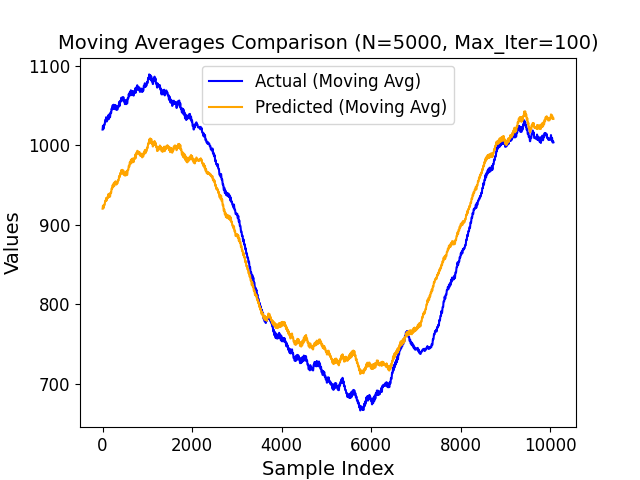 Moving Averages Comparison (N=5000, Max_Iter=100)
Actual (Moving Avg)
Predicted (Moving Avg)
Values
1100
1000
900
800
700
0 2000 4000 6000 8000 10000
Sample Index